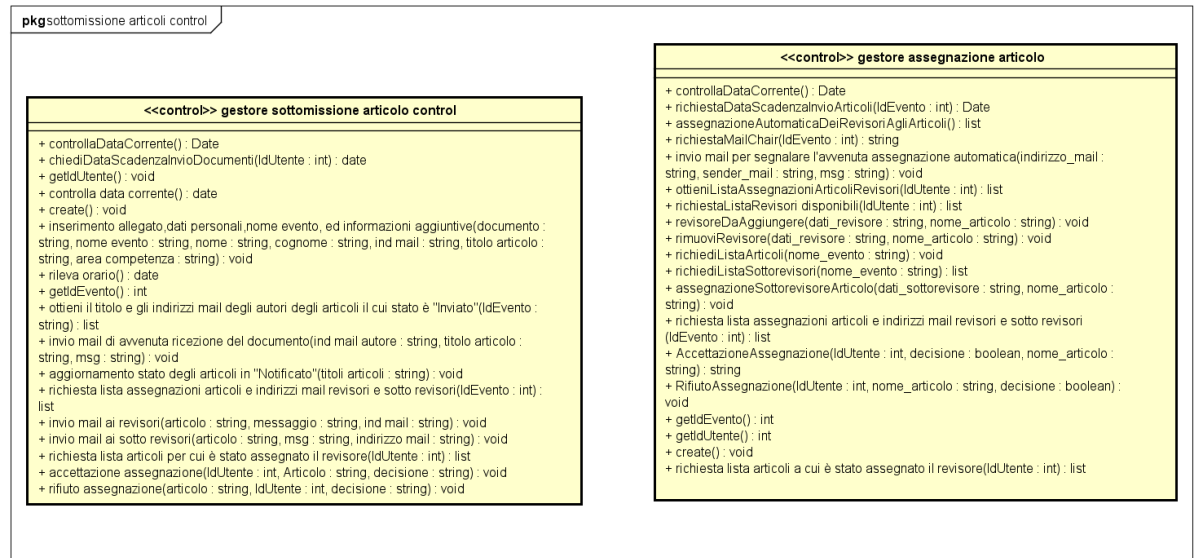 pkg sottomissione articoli control
<<control>> gestore sottomissione articolo control
+ controllaDataCorrente() : Date
+ chiediDataScadenzaInvioDocumenti(IdUtente : int) : date
+ getIdUtente() : void
+ controlla data corrente() : date
+ create() : void
+ inserimento allegato,dati personali,nome evento, ed informazioni aggiuntive(documento :
string, nome evento : string, nome : string, cognome : string, ind mail : string, titolo articolo :
string, area competenza : string) : void
+ rileva orario() : date
+ getIdEvento() : int
+ ottieni il titolo e gli indirizzi mail degli autori degli articoli il cui stato è "Inviato"(IdEvento :
string) : list
+ invio mail di avvenuta ricezione del documento(ind mail autore : string, titolo articolo :
string, msg : string) : void
+ aggiornamento stato degli articoli in "Notificato"(titoli articoli : string) : void
+ richiesta lista assegnazioni articoli e indirizzi mail revisori e sotto revisori(IdEvento : int) :
list
+ invio mail ai revisori(articolo : string, messaggio : string, ind mail : string) : void
+ invio mail ai sotto revisori(articolo : string, msg : string, indirizzo mail : string) : void
+ richiesta lista articoli per cui è stato assegnato il revisore(IdUtente : int) : list
+ accettazione assegnazione(IdUtente : int, Articolo : string, decisione : string) : void
+ rifiuto assegnazione(articolo : string, IdUtente : int, decisione : string) : void
<<control>> gestore assegnazione articolo
+ controllaDataCorrente() : Date
+ richiestaDataScadenzaInvioArticoli(IdEvento : int) : Date
+ assegnazioneAutomaticaDeiRevisoriAgliArticoli() : list
+ richiestaMailChair(IdEvento : int) : string
+ invio mail per segnalare l'avvenuta assegnazione automatica(indirizzo_mail :
string, sender_mail : string, msg : string) : void
+ ottieniListaAssegnazioniArticoliRevisori(IdUtente : int) : list
+ richiestaListaRevisori disponibili(IdUtente : int) : list
+ revisoreDaAggiungere(dati_revisore : string, nome_articolo : string) : void
+ rimuoviRevisore(dati_revisore : string, nome_articolo : string) : void
+ richiediListaArticoli(nome_evento : string) : void
+ richiediListaSottorevisori(nome_evento : string) : list
+ assegnazioneSottorevisoreArticolo(dati_sottorevisore : string, nome_articolo :
string) : void
+ richiesta lista assegnazioni articoli e indirizzi mail revisori e sotto revisori
(IdEvento : int) : list
+ AccettazioneAssegnazione(IdUtente : int, decisione : boolean, nome_articolo :
string) : string
+ RifiutoAssegnazione(IdUtente : int, nome_articolo : string, decisione : boolean) :
void
+ getIdEvento() : int
+ getIdUtente() : int
+ create() : void
+ richiesta lista articoli a cui è stato assegnato il revisore(IdUtente : int) : list